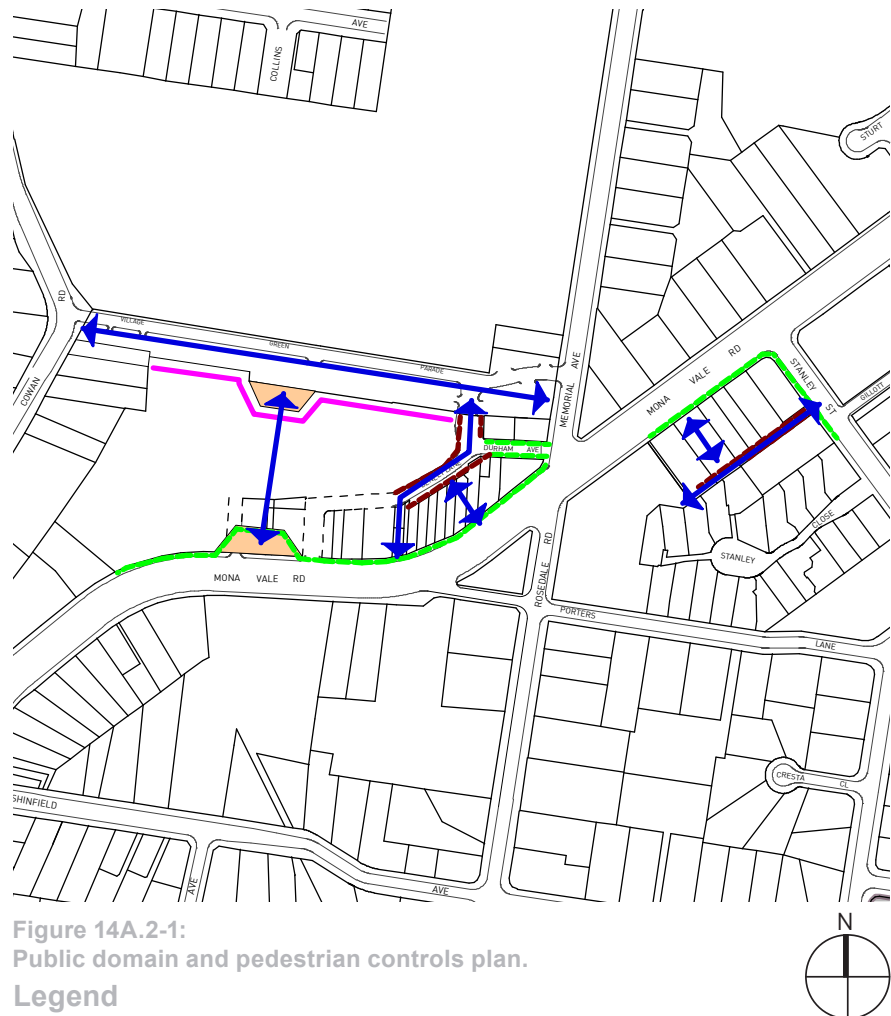 AVE
COLLINS
STURT
RD
COWAN
VILLAGE
GREEN
PARADE
MEMORIAL AVE
MONA VALE RD
STANLEY ST
GILLOTT
DURHAM AVE
STANLEY
CLOSE
MONA VALE RD
ROSEDALE RD
PORTERS
LANE
CRESTA CL
SHINFIELD
AVE
AVE
Figure 14A.2-1:
Public domain and pedestrian controls plan.
Legend
N